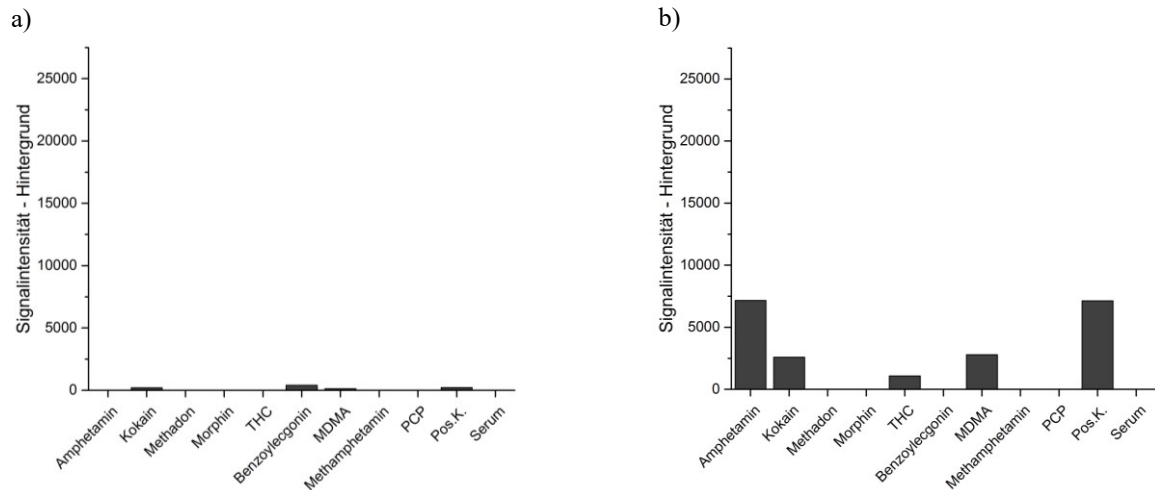 a)
25000
20000
15000
10000
5000
0
Signalintensität - Hintergrund
Amphetamin
Kokain
Methadon
Morphin
THC
Benzoylecgonin
MDMA
Methamphetamin
PCP
Pos.K.
Serum
b)
25000
20000
15000
10000
5000
0
Signalintensität - Hintergrund
Amphetamin
Kokain
Methadon
Morphin
THC
Benzoylecgonin
MDMA
Methamphetamin
PCP
Pos.K.
Serum